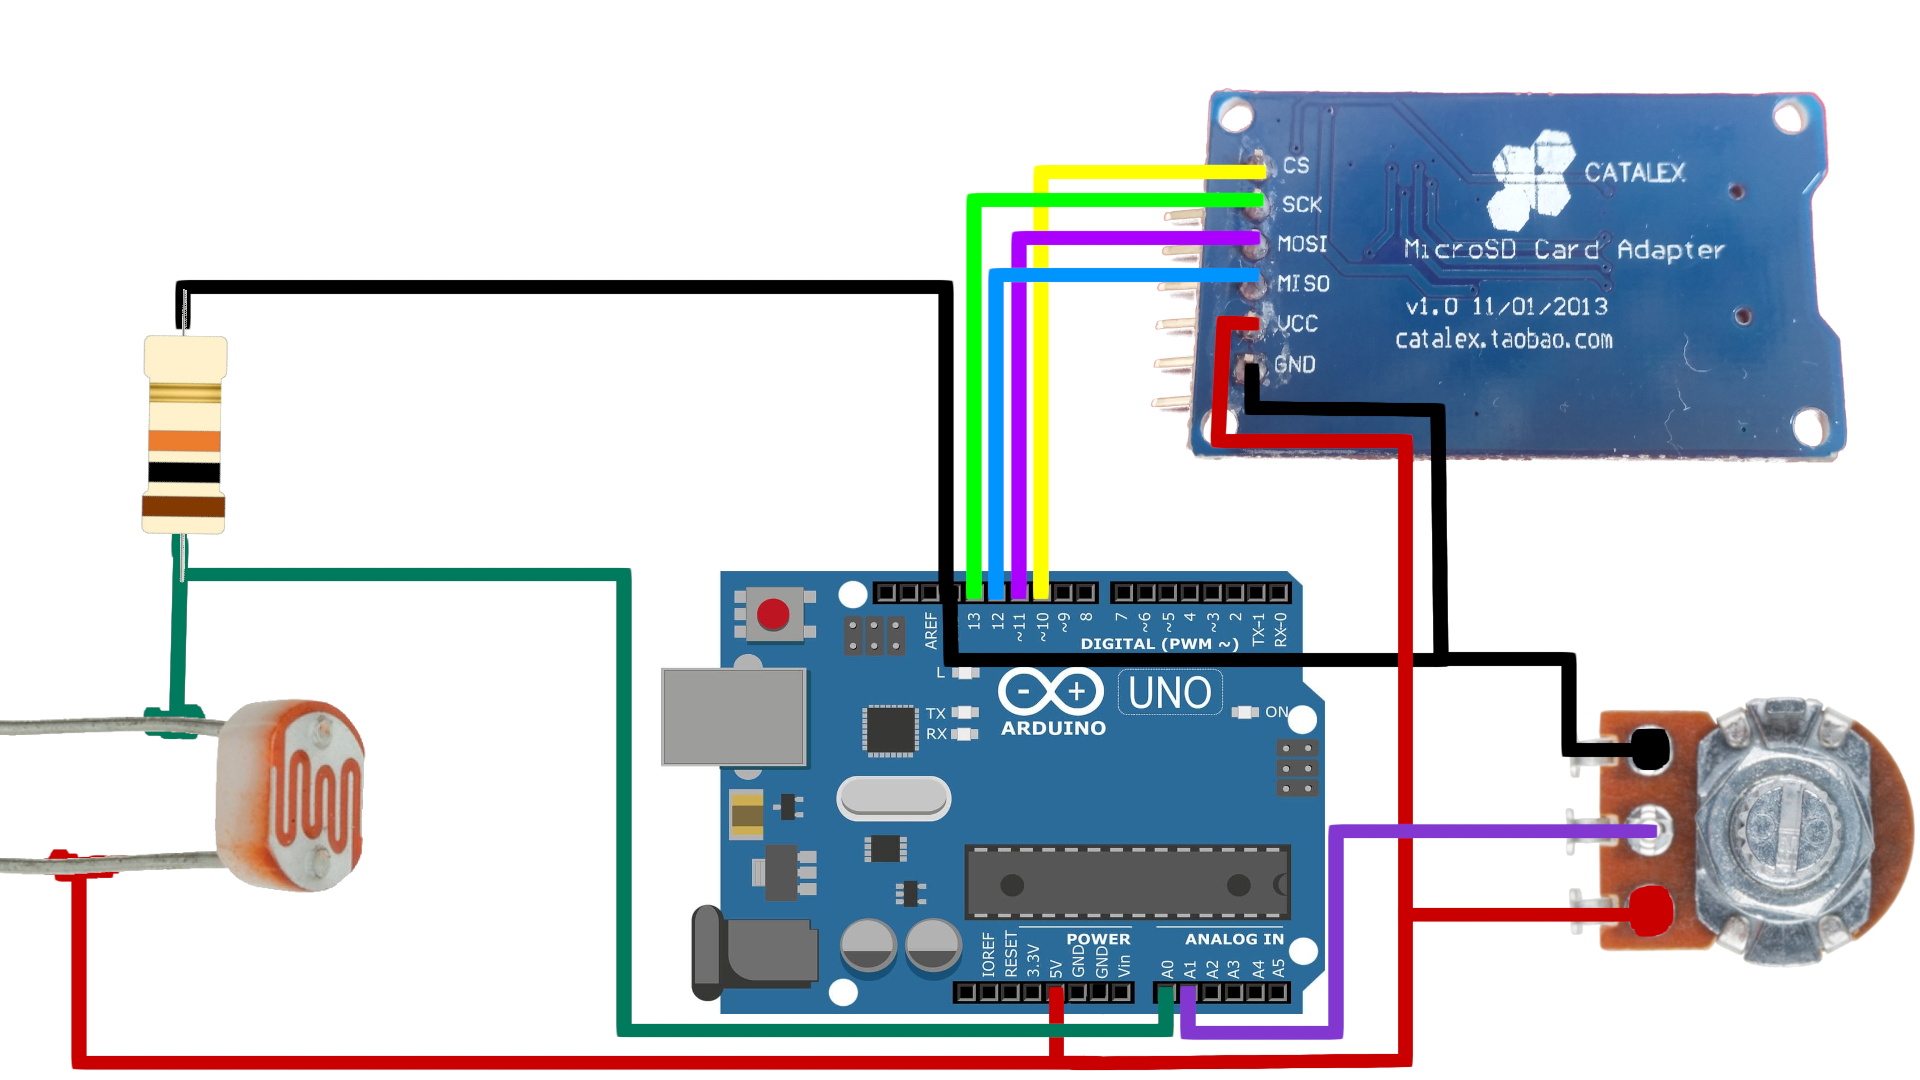 CS
SCK
MOSI
MISO
VCC
GND
CATALEX
MicroSD Card Adapter
v1.0 11/01/2013
catalex.taobao.com
AREF
13
12
~11
~10
~9
8
7
~6
~5
4
~3
2
TX→1
RX←0
DIGITAL (PWM ~)
L
TX
RX
ARDUINO
UNO
ON
POWER
ANALOG IN
IOREF
RESET
3.3V
5V
GND
GND
Vin
A0
A1
A2
A3
A4
A5